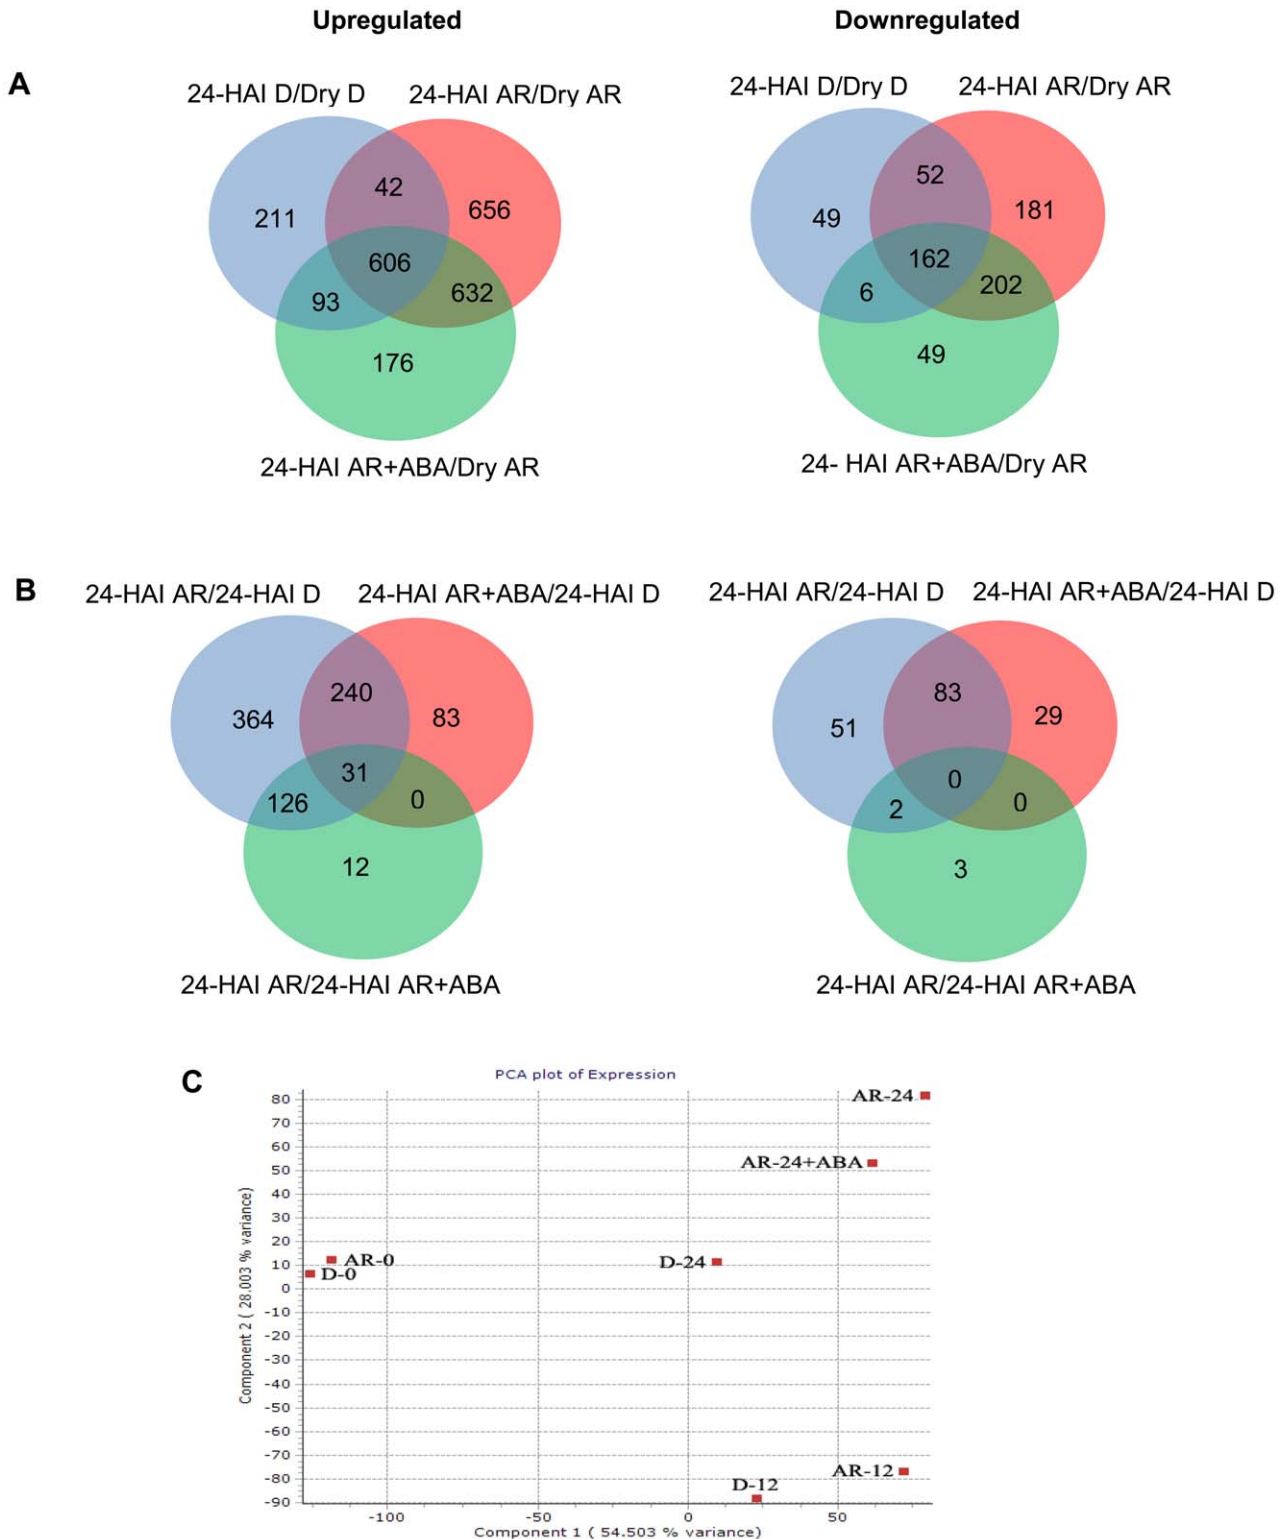 Upregulated
Downregulated
A
24-HAI D/Dry D
24-HAI AR/Dry AR
42
211
656
606
93
632
176
24-HAI AR+ABA/Dry AR
24-HAI D/Dry D
24-HAI AR/Dry AR
52
49
181
162
6
202
49
24- HAI AR+ABA/Dry AR
B
24-HAI AR/24-HAI D
24-HAI AR+ABA/24-HAI D
240
364
83
31
126
0
12
24-HAI AR/24-HAI AR+ABA
24-HAI AR/24-HAI D
24-HAI AR+ABA/24-HAI D
83
51
29
0
2
0
3
24-HAI AR/24-HAI AR+ABA
C
PCA plot of Expression
Component 2 ( 28.003 % variance)
80
70
60
50
40
30
20
10
0
-10
-20
-30
-40
-50
-60
-70
-80
-90
AR-24
AR-24+ABA
AR-0
D-0
D-24
AR-12
D-12
-100
-50
0
50
Component 1 ( 54.503 % variance)